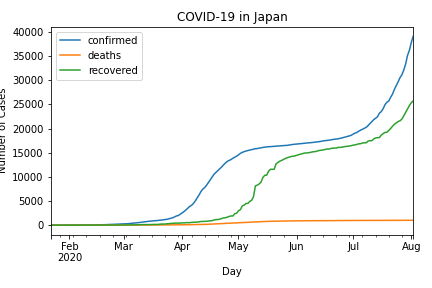 COVID-19 in Japan
confirmed
deaths
recovered
40000
35000
30000
25000
20000
15000
10000
5000
0
Number of Cases
Feb Mar Apr May Jun Jul Aug
2020
Day